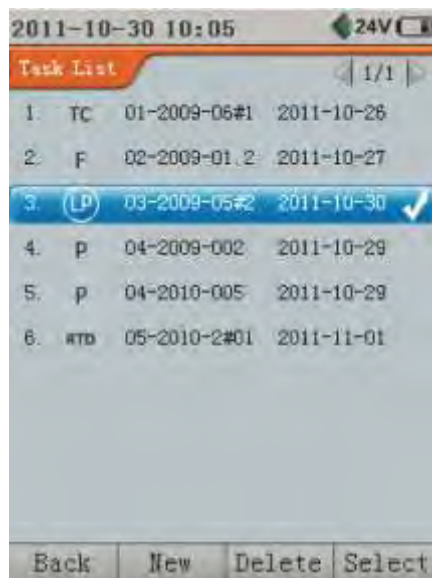 2011-10-30 10:05 24V
Task List 1/1
1. TC 01-2009-06#1 2011-10-26
2. F 02-2009-01.2 2011-10-27
3. LP 03-2009-05#2 2011-10-30
4. P 04-2009-002 2011-10-29
5. P 04-2010-005 2011-10-29
6. RTD 05-2010-2#01 2011-11-01
Back New Delete Select